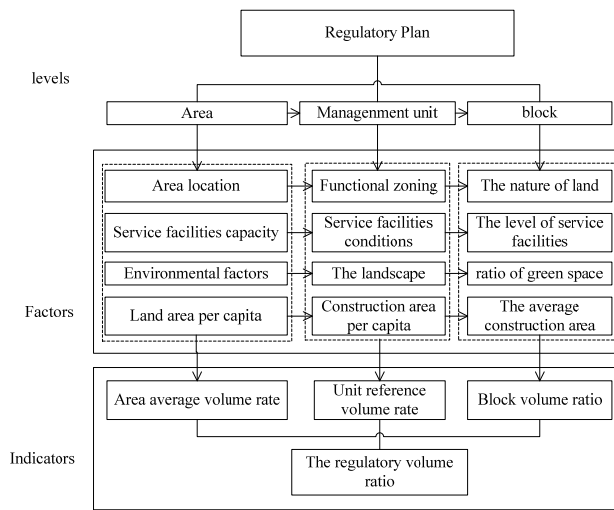 Regulatory Plan
levels
Area
Managenment unit
block
Area location
Functional zoning
The nature of land
Service facilities capacity
Service facilities
conditions
The level of service
facilities
Environmental factors
The landscape
ratio of green space
Factors
Land area per capita
Construction area
per capita
The average
construction area
Area average volume rate
Unit reference
volume rate
Block volume ratio
Indicators
The regulatory volume
ratio